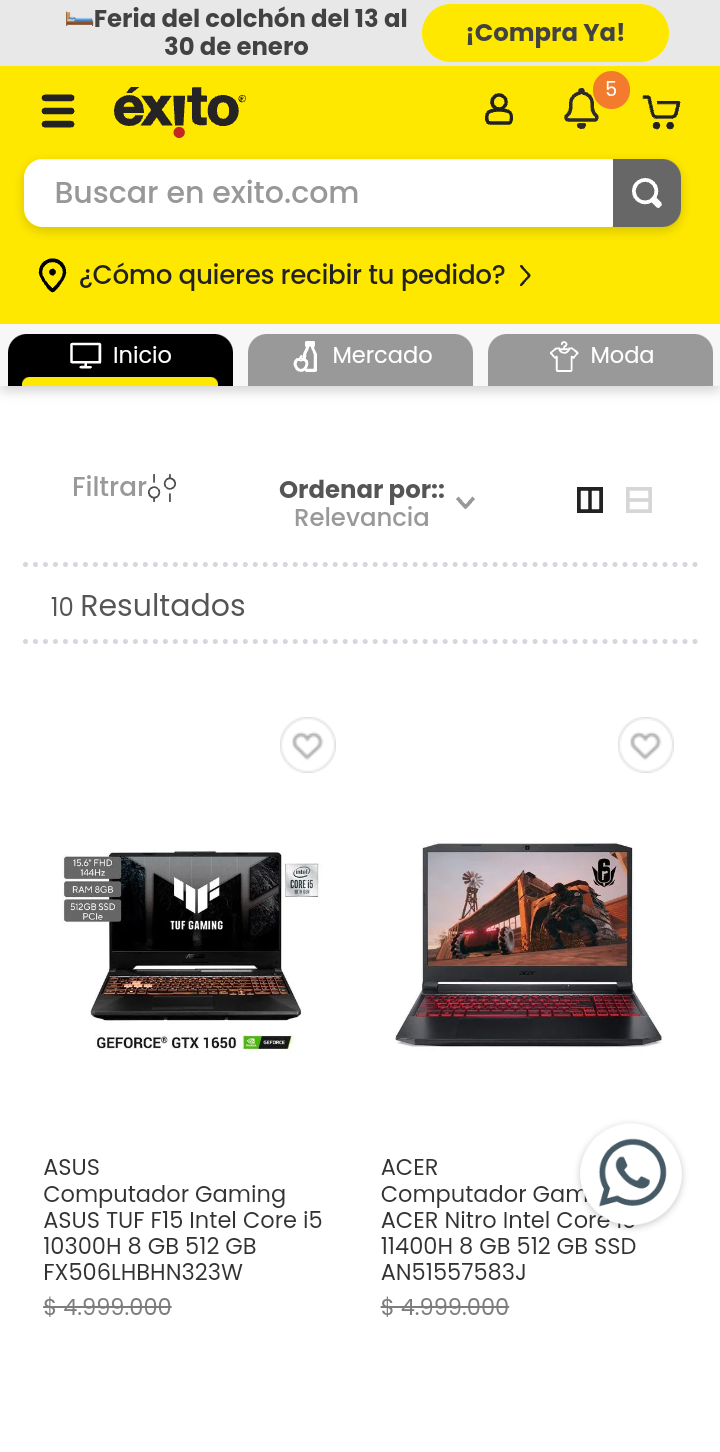 Feria del colchón del 13 al
30 de enero
¡Compra Ya!
éxito
5
Buscar en exito.com
¿Cómo quieres recibir tu pedido?
Inicio
Mercado
Moda
Filtrar
Ordenar por::
Relevancia
10 Resultados
15.6" FHD
144Hz
RAM 8GB
512GB SSD
PCIe
TUF GAMING
intel
CORE i5
GEFORCE® GTX 1650
GEFORCE
ASUS
Computador Gaming
ASUS TUF F15 Intel Core i5
10300H 8 GB 512 GB
FX506LHBHN323W
$ 4.999.000
ACER
Computador Gam
ACER Nitro Intel Core
11400H 8 GB 512 GB SSD
AN51557583J
$ 4.999.000